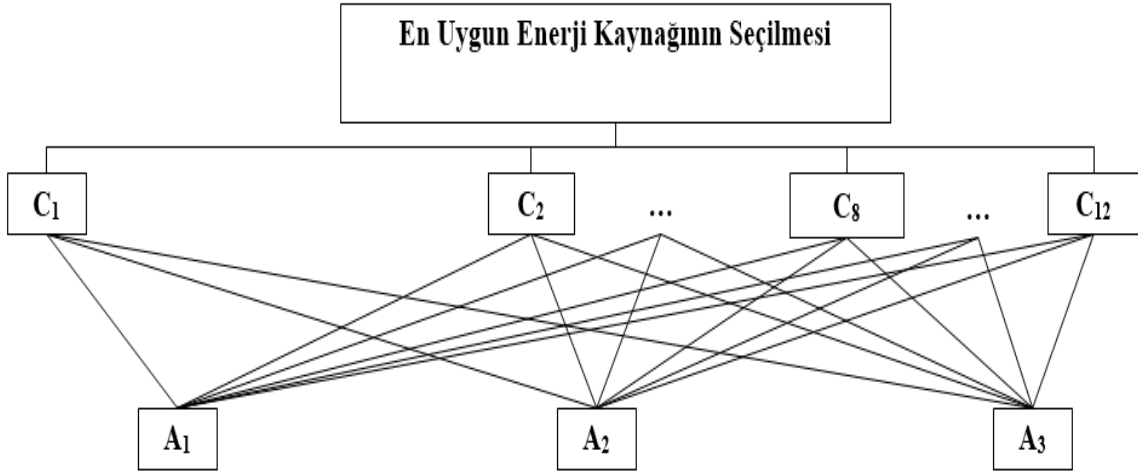 En Uygun Enerji Kaynağının Seçilmesi
C₁ C₂ ... C₈ ... C₁₂
A₁ A₂ A₃